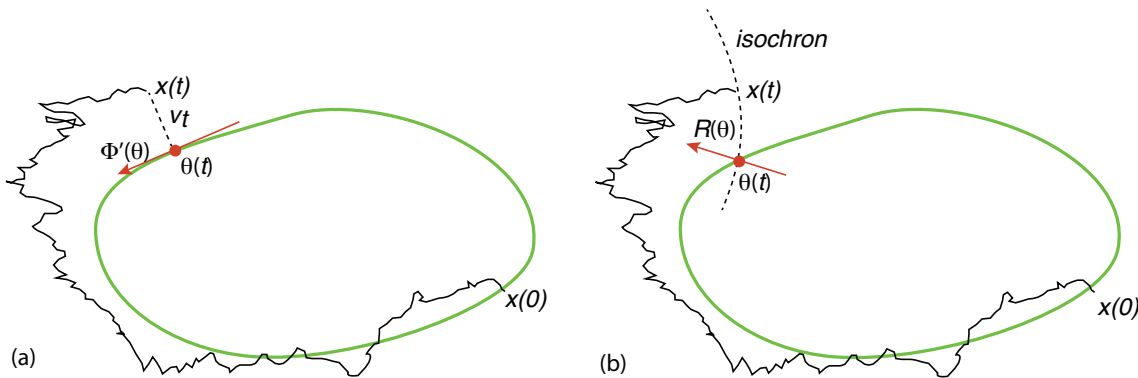 x(t)
v_t
Φ′(θ)
θ(t)
x(0)
(a)
isochron
x(t)
R(θ)
θ(t)
x(0)
(b)